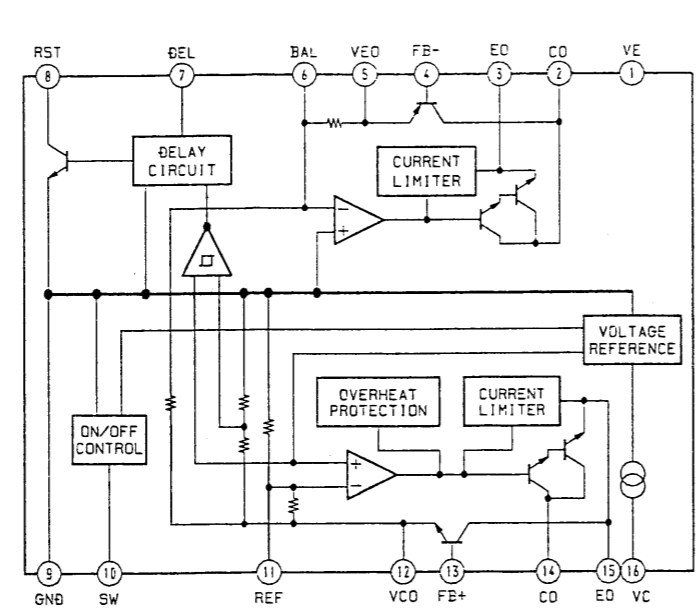 RST DEL BAL VEO FB- EO CO VE
8 7 6 5 4 3 2 1
DELAY
CIRCUIT
CURRENT
LIMITER
−
+
VOLTAGE
REFERENCE
OVERHEAT
PROTECTION
CURRENT
LIMITER
ON/OFF
CONTROL
+
−
9 10 11 12 13 14 15 16
GND SW REF VCO FB+ CO EO VC